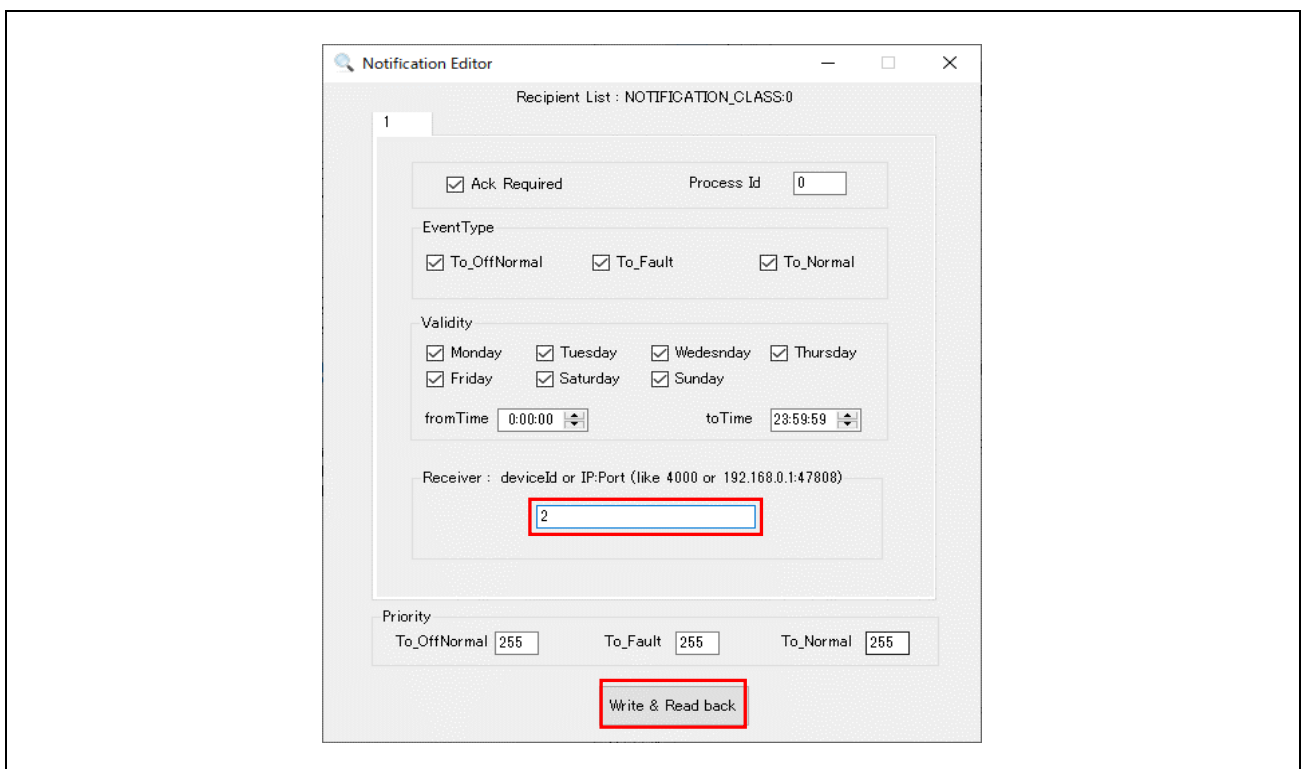 Notification Editor
Recipient List : NOTIFICATION_CLASS:0
1
Ack Required Process Id 0
EventType
To_OffNormal To_Fault To_Normal
Validity
Monday Tuesday Wedesnday Thursday
Friday Saturday Sunday
fromTime 0:00:00 toTime 23:59:59
Receiver : deviceId or IP:Port (like 4000 or 192.168.0.1:47808)
2
Priority
To_OffNormal 255 To_Fault 255 To_Normal 255
Write & Read back